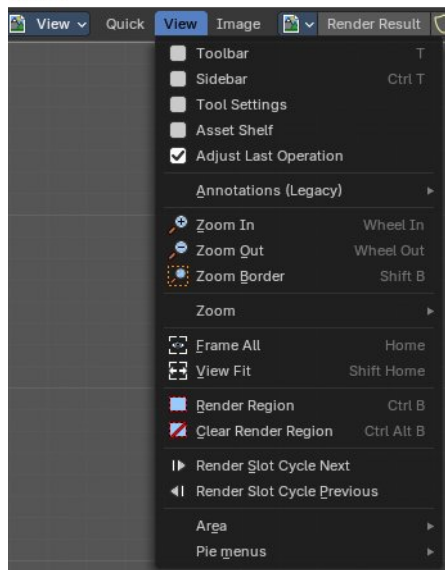 View Quick View Image Render Result
Toolbar T
Sidebar Ctrl T
Tool Settings
Asset Shelf
Adjust Last Operation
Annotations (Legacy)
Zoom In Wheel In
Zoom Out Wheel Out
Zoom Border Shift B
Zoom
Frame All Home
View Fit Shift Home
Render Region Ctrl B
Clear Render Region Ctrl Alt B
Render Slot Cycle Next
Render Slot Cycle Previous
Area
Pie menus